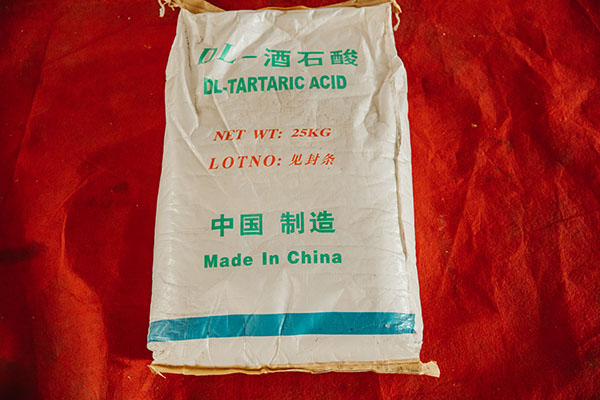 DL-酒石酸
DL-TARTARIC ACID
NET WT: 25KG
LOTNO: 见封条
中国 制造
Made In China